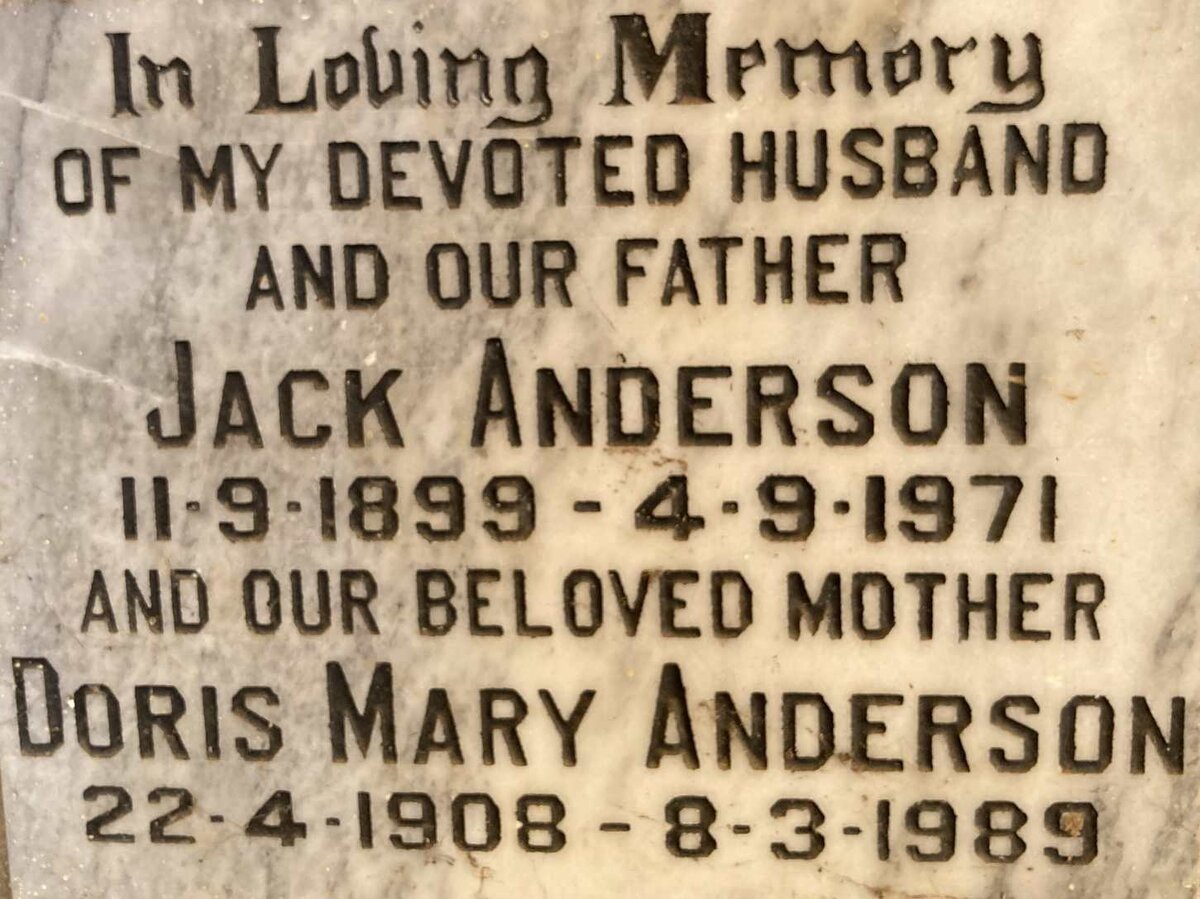 In Loving Memory
OF MY DEVOTED HUSBAND
AND OUR FATHER
JACK ANDERSON
11·9·1899 - 4·9·1971
AND OUR BELOVED MOTHER
DORIS MARY ANDERSON
22-4-1908 - 8-3-1989